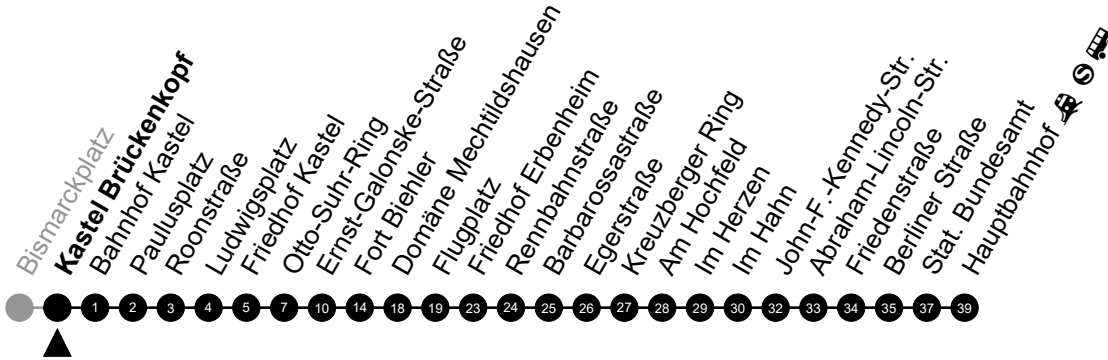 Bismarckplatz
Kastel Brückenkopf
Bahnhof Kastel
Paulusplatz
Roonstraße
Ludwigsplatz
Friedhof Kastel
Otto-Suhr-Ring
Ernst-Galonske-Straße
Fort Biehler
Domäne Mechtildshausen
Flugplatz
Friedhof Erbenheim
Rennbahnstraße
Barbarossastraße
Egerstraße
Kreuzberger Ring
Am Hochfeld
Im Herzen
Im Hahn
John-F.-Kennedy-Str.
Abraham-Lincoln-Str.
Friedenstraße
Berliner Straße
Stat. Bundesamt
Hauptbahnhof S
1 2 3 4 5 7 10 14 18 19 23 24 25 26 27 28 29 30 32 33 34 35 37 39